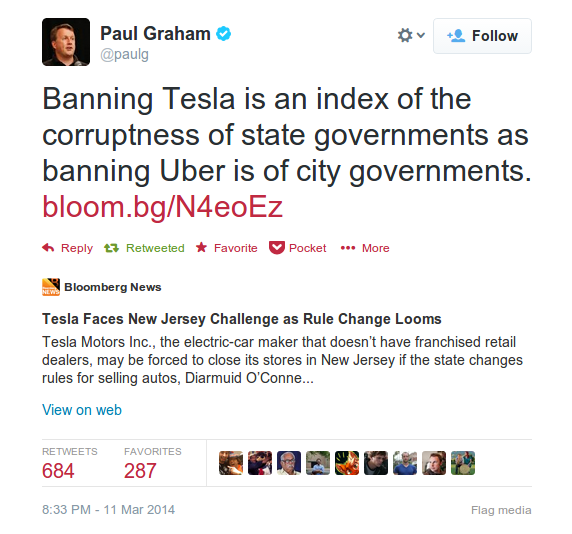 Paul Graham
Follow
@paulg
Banning Tesla is an index of the
corruptness of state governments as
banning Uber is of city governments.
bloom.bg/N4eoEz
Reply Retweeted Favorite Pocket More
Bloomberg News
Tesla Faces New Jersey Challenge as Rule Change Looms
Tesla Motors Inc., the electric-car maker that doesn't have franchised retail
dealers, may be forced to close its stores in New Jersey if the state changes
rules for selling autos, Diarmuid O'Conne...
View on web
RETWEETS FAVORITES
684 287
8:33 PM - 11 Mar 2014 Flag media